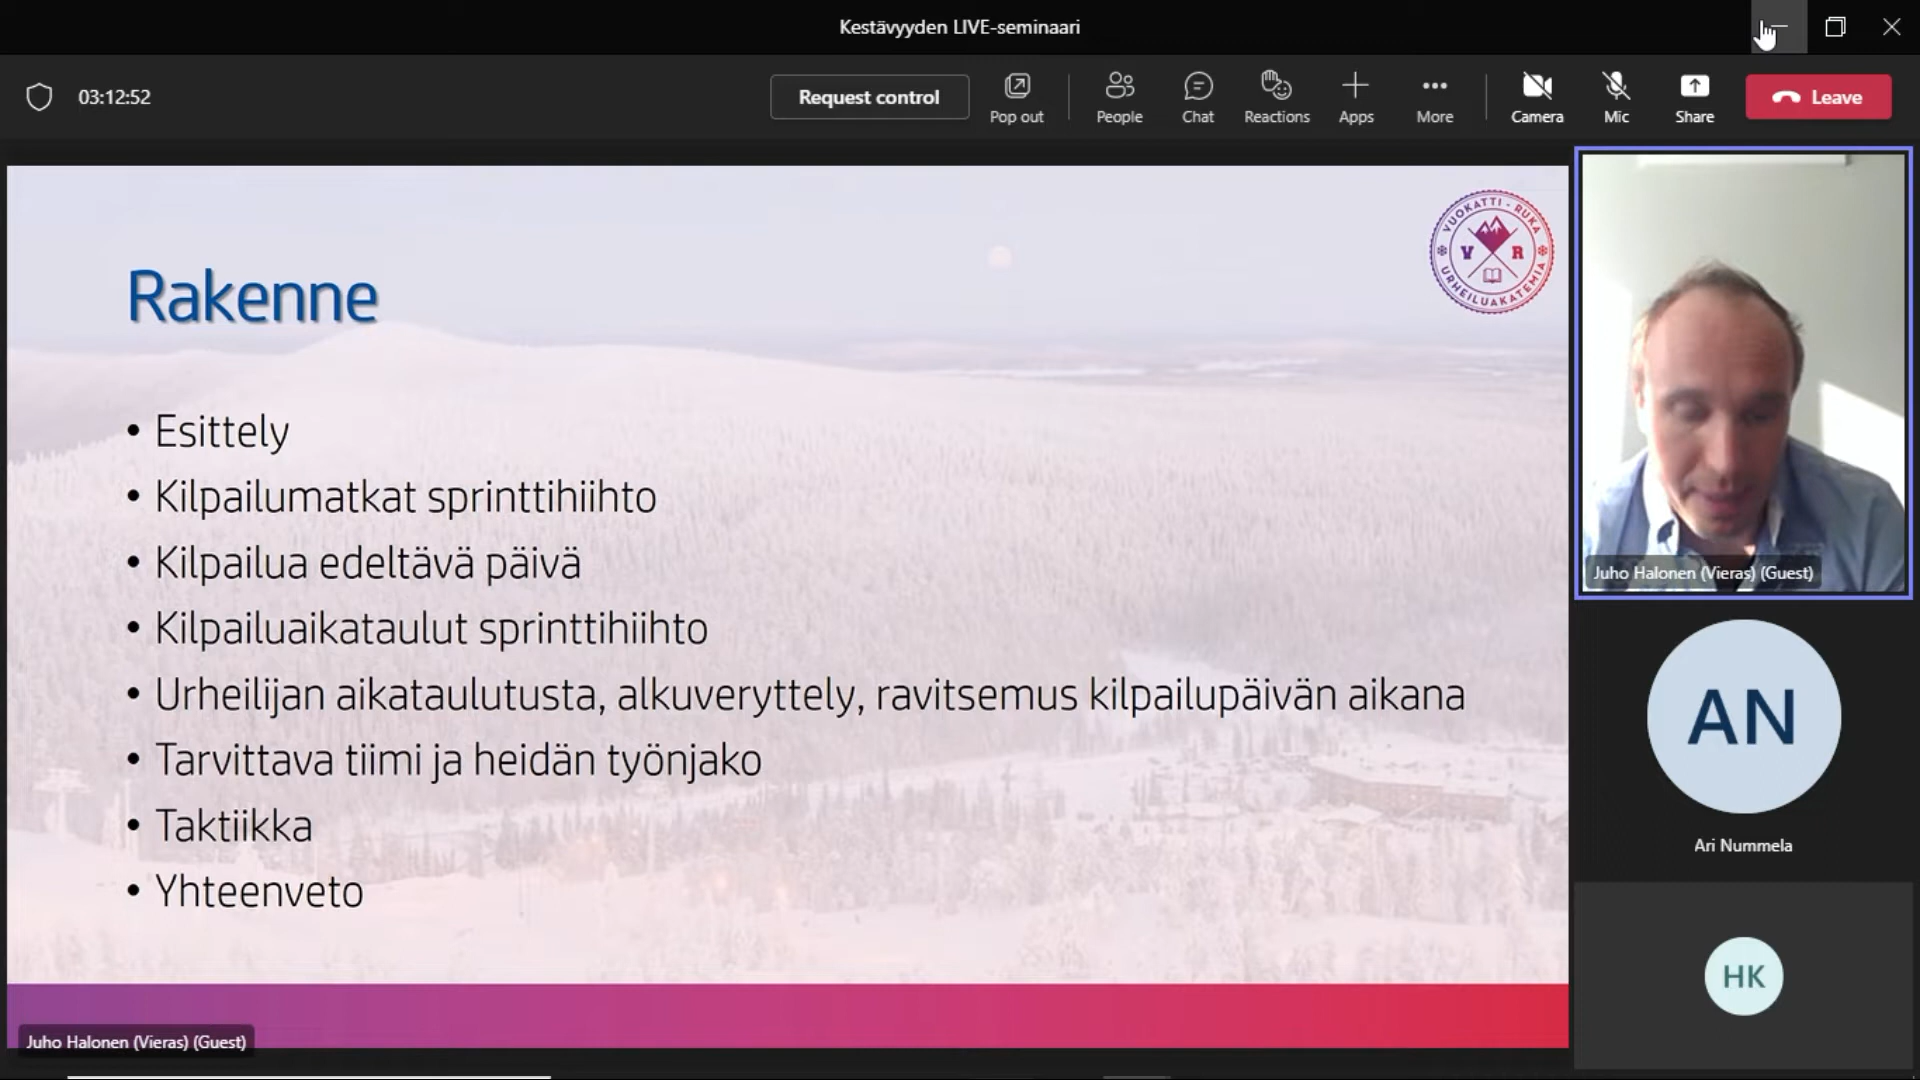 Kestävyyden LIVE-seminaari
03:12:52
Request control
Pop out
People
Chat
Reactions
Apps
More
Camera
Mic
Share
Leave
VUOKATTI - RUKA
V R
URHEILUAKATEMIA
Rakenne
• Esittely
• Kilpailumatkat sprinttihiihto
• Kilpailua edeltävä päivä
• Kilpailuaikataulut sprinttihiihto
• Urheilijan aikataulutusta, alkuveryttely, ravitsemus kilpailupäivän aikana
• Tarvittava tiimi ja heidän työnjako
• Taktiikka
• Yhteenveto
Juho Halonen (Vieras) (Guest)
Juho Halonen (Vieras) (Guest)
AN
Ari Nummela
HK